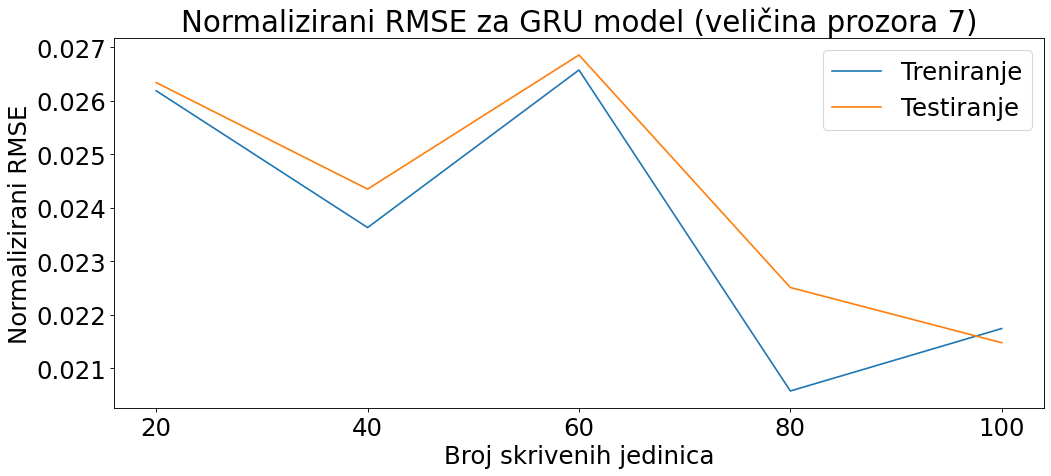 Normalizirani RMSE za GRU model (veličina prozora 7)
Treniranje
Testiranje
Normalizirani RMSE
0.027
0.026
0.025
0.024
0.023
0.022
0.021
20 40 60 80 100
Broj skrivenih jedinica